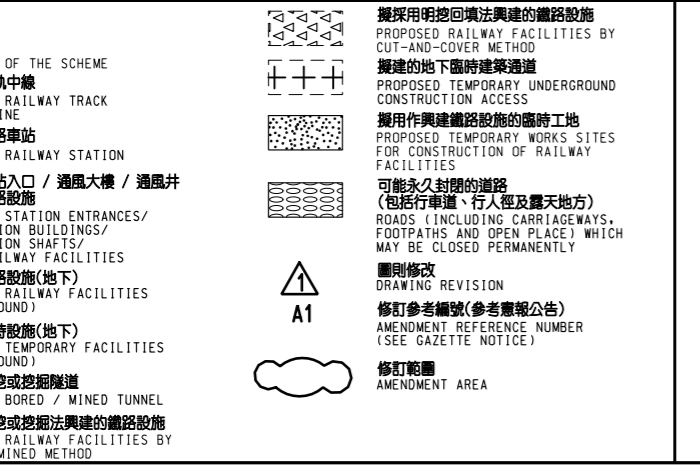 OF THE SCHEME
軌中線
RAILWAY TRACK
INE
路車站
RAILWAY STATION
站入口 / 通風大樓 / 通風井
路設施
STATION ENTRANCES/
ION BUILDINGS/
ION SHAFTS/
ILWAY FACILITIES
路設施(地下)
RAILWAY FACILITIES
OUND)
時設施(地下)
TEMPORARY FACILITIES
OUND)
挖或挖掘隧道
BORED / MINED TUNNEL
挖或挖掘法興建的鐵路設施
RAILWAY FACILITIES BY
MINED METHOD
擬採用明挖回填法興建的鐵路設施
PROPOSED RAILWAY FACILITIES BY
CUT-AND-COVER METHOD
擬建的地下臨時建築通道
PROPOSED TEMPORARY UNDERGROUND
CONSTRUCTION ACCESS
擬用作興建鐵路設施的臨時工地
PROPOSED TEMPORARY WORKS SITES
FOR CONSTRUCTION OF RAILWAY
FACILITIES
可能永久封閉的道路
(包括行車道、行人徑及露天地方)
ROADS (INCLUDING CARRIAGEWAYS,
FOOTPATHS AND OPEN PLACE) WHICH
MAY BE CLOSED PERMANENTLY
1
圖則修改
DRAWING REVISION
A1
修訂參考編號(參考憲報公告)
AMENDMENT REFERENCE NUMBER
(SEE GAZETTE NOTICE)
修訂範圍
AMENDMENT AREA